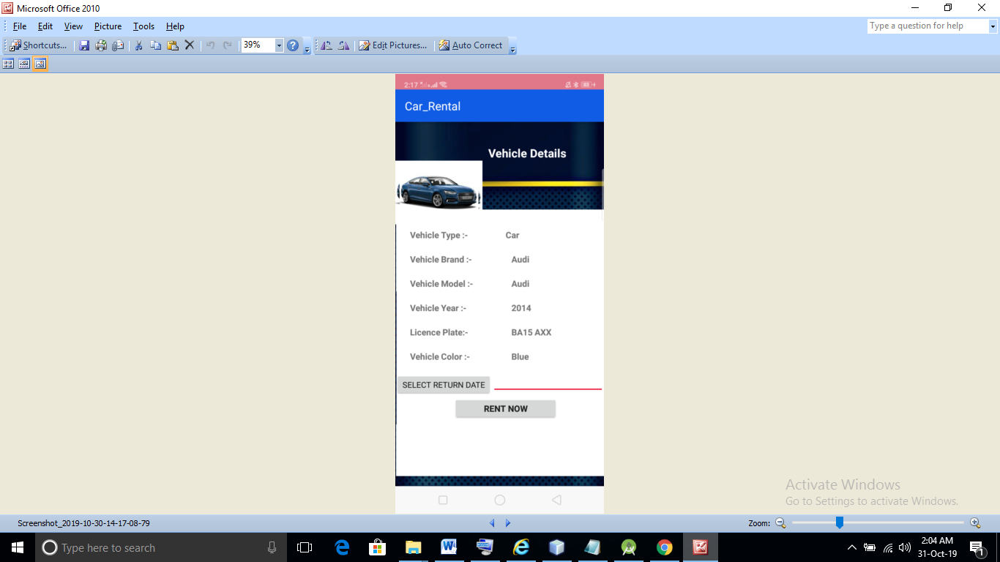 Microsoft Office 2010
File Edit View Picture Tools Help
Type a question for help
Shortcuts...
39%
Edit Pictures...
Auto Correct
2:17
Car_Rental
Vehicle Details
Vehicle Type :- Car
Vehicle Brand :- Audi
Vehicle Model :- Audi
Vehicle Year :- 2014
Licence Plate:- BA15 AXX
Vehicle Color :- Blue
SELECT RETURN DATE
RENT NOW
Activate Windows
Go to Settings to activate Windows.
Screenshot_2019-10-30-14-17-08-79
Zoom:
Type here to search
2:04 AM
31-Oct-19
1